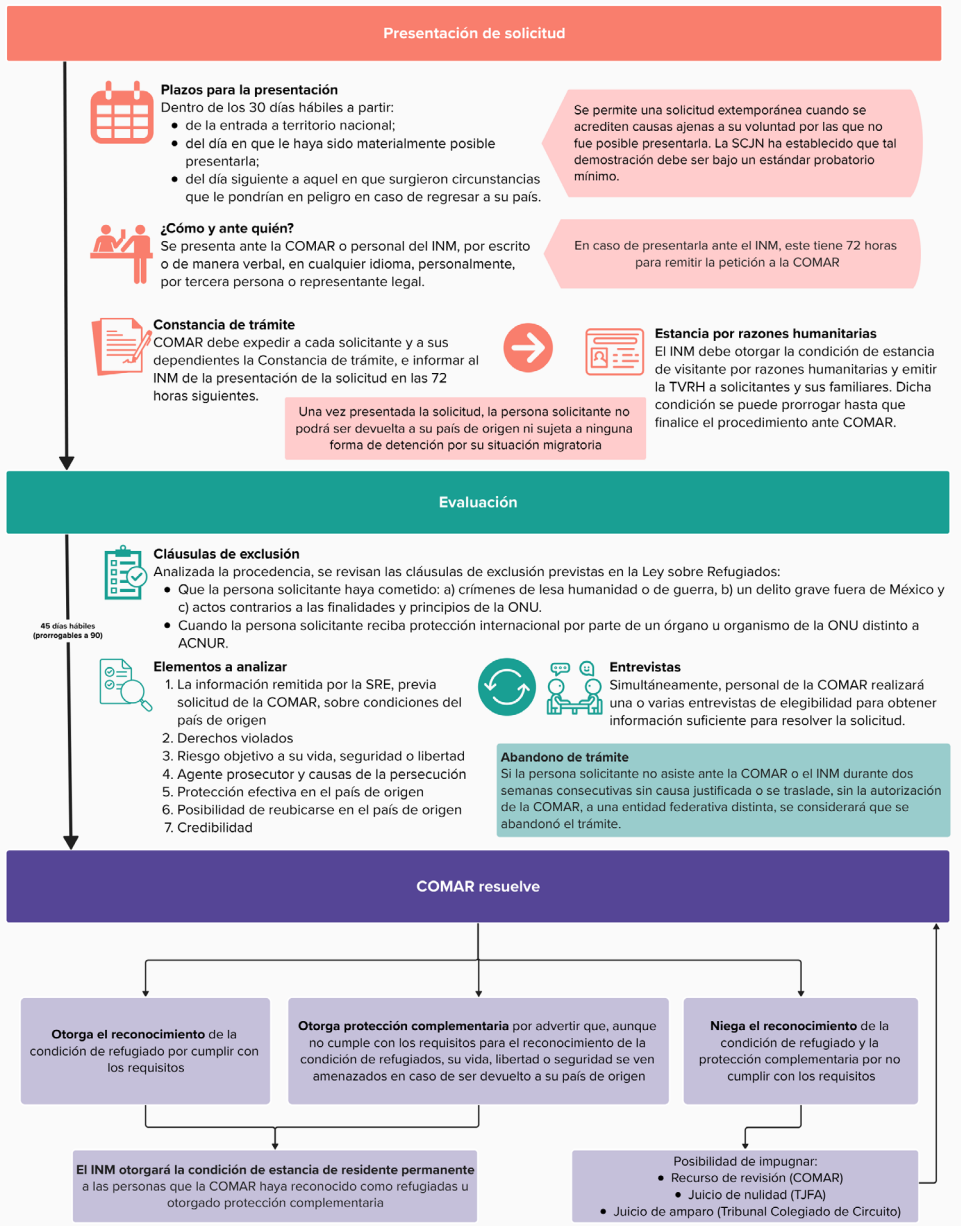 Presentación de solicitud
Plazos para la presentación
Dentro de los 30 días hábiles a partir:
• de la entrada a territorio nacional;
• del día en que le haya sido materialmente posible
presentarla;
• del día siguiente a aquel en que surgieron circunstancias
que le pondrían en peligro en caso de regresar a su país.
Se permite una solicitud extemporánea cuando se
acrediten causas ajenas a su voluntad por las que no
fue posible presentarla. La SCJN ha establecido que tal
demostración debe ser bajo un estándar probatorio
mínimo.
¿Cómo y ante quién?
Se presenta ante la COMAR o personal del INM, por escrito
o de manera verbal, en cualquier idioma, personalmente,
por tercera persona o representante legal.
En caso de presentarla ante el INM, este tiene 72 horas
para remitir la petición a la COMAR
Constancia de trámite
COMAR debe expedir a cada solicitante y a sus
dependientes la Constancia de trámite, e informar al
INM de la presentación de la solicitud en las 72
horas siguientes.
Estancia por razones humanitarias
El INM debe otorgar la condición de estancia
de visitante por razones humanitarias y emitir
la TVRH a solicitantes y sus familiares. Dicha
condición se puede prorrogar hasta que
finalice el procedimiento ante COMAR.
Una vez presentada la solicitud, la persona solicitante no
podrá ser devuelta a su país de origen ni sujeta a ninguna
forma de detención por su situación migratoria
Evaluación
45 días hábiles
(prorrogables a 90)
Cláusulas de exclusión
Analizada la procedencia, se revisan las cláusulas de exclusión previstas en la Ley sobre Refugiados:
• Que la persona solicitante haya cometido: a) crímenes de lesa humanidad o de guerra, b) un delito grave fuera de México y
c) actos contrarios a las finalidades y principios de la ONU.
• Cuando la persona solicitante reciba protección internacional por parte de un órgano u organismo de la ONU distinto a
ACNUR.
Elementos a analizar
1. La información remitida por la SRE, previa
solicitud de la COMAR, sobre condiciones del
país de origen
2. Derechos violados
3. Riesgo objetivo a su vida, seguridad o libertad
4. Agente prosecutor y causas de la persecución
5. Protección efectiva en el país de origen
6. Posibilidad de reubicarse en el país de origen
7. Credibilidad
Entrevistas
Simultáneamente, personal de la COMAR realizará
una o varias entrevistas de elegibilidad para obtener
información suficiente para resolver la solicitud.
Abandono de trámite
Si la persona solicitante no asiste ante la COMAR o el INM durante dos
semanas consecutivas sin causa justificada o se traslade, sin la autorización
de la COMAR, a una entidad federativa distinta, se considerará que se
abandonó el trámite.
COMAR resuelve
Otorga el reconocimiento de la
condición de refugiado por cumplir con
los requisitos
Otorga protección complementaria por advertir que, aunque
no cumple con los requisitos para el reconocimiento de la
condición de refugiados, su vida, libertad o seguridad se ven
amenazados en caso de ser devuelto a su país de origen
Niega el reconocimiento de la
condición de refugiado y la
protección complementaria por no
cumplir con los requisitos
El INM otorgará la condición de estancia de residente permanente
a las personas que la COMAR haya reconocido como refugiadas u
otorgado protección complementaria
Posibilidad de impugnar:
• Recurso de revisión (COMAR)
• Juicio de nulidad (TJFA)
• Juicio de amparo (Tribunal Colegiado de Circuito)